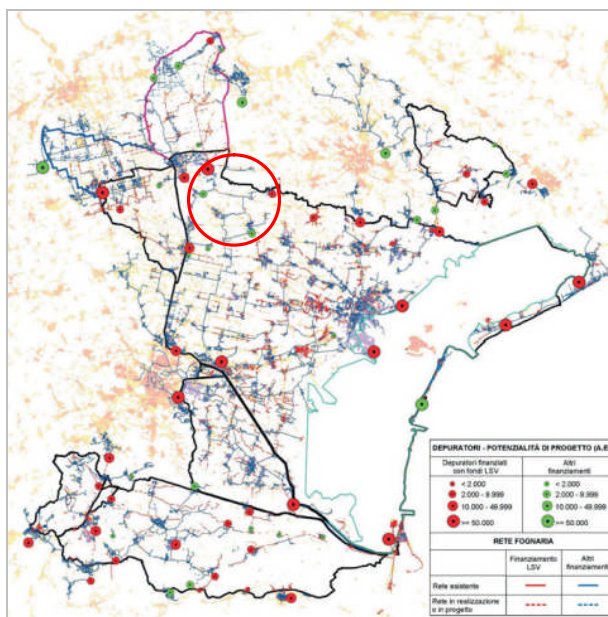 DEPURATORI - POTENZIALITÀ DI PROGETTO (A.E
Depuratori finanziati
con fondi LSV
Altri
finanziamenti
< 2.000
< 2.000
2.000 - 9.999
2.000 - 9.999
10.000 - 49.999
10.000 - 49.999
>= 50.000
>= 50.000
RETE FOGNARIA
Finanziamento
LSV
Altri
finanziamenti
Rete esistente
Rete in realizzazione
e in progetto